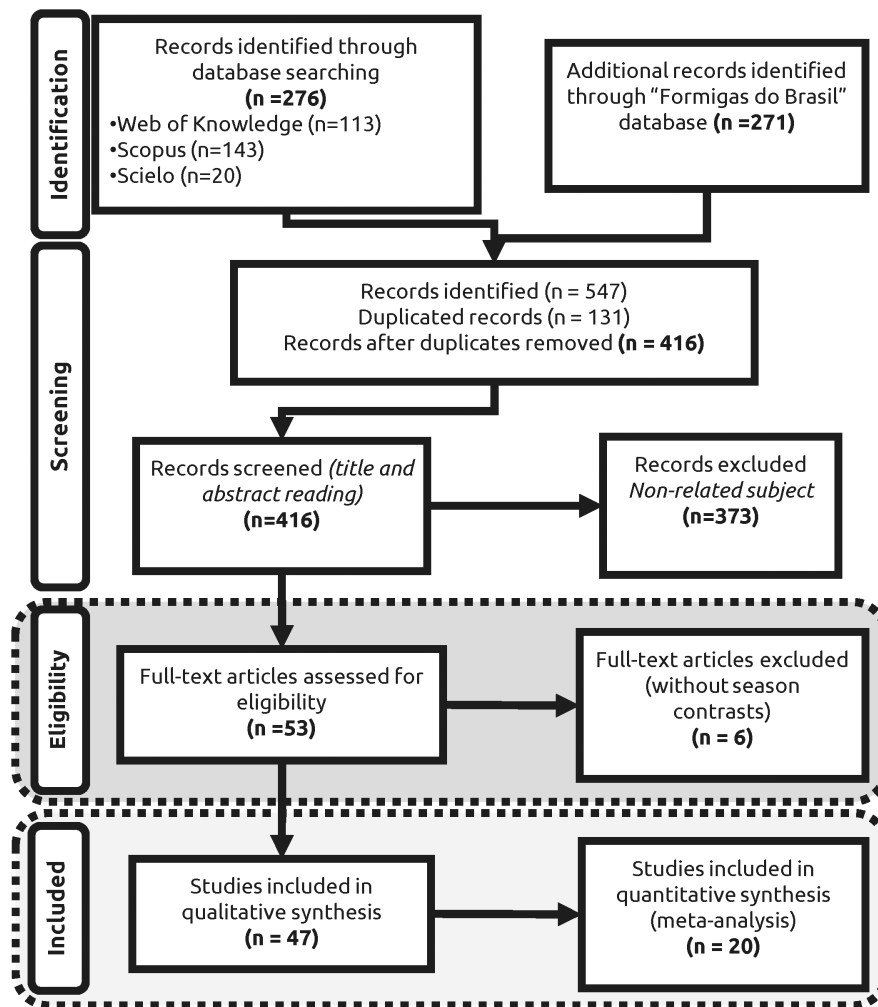 Identification
Records identified through
database searching
(n =276)
•Web of Knowledge (n=113)
•Scopus (n=143)
•Scielo (n=20)
Additional records identified
through “Formigas do Brasil”
database (n =271)
Screening
Records identified (n = 547)
Duplicated records (n = 131)
Records after duplicates removed (n = 416)
Records screened (title and
abstract reading)
(n=416)
Records excluded
Non-related subject
(n=373)
Eligibility
Full-text articles assessed for
eligibility
(n =53)
Full-text articles excluded
(without season
contrasts)
(n = 6)
Included
Studies included in
qualitative synthesis
(n = 47)
Studies included in
quantitative synthesis
(meta-analysis)
(n = 20)